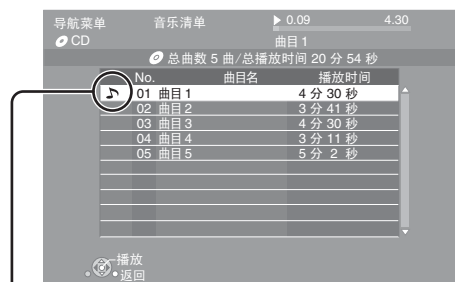 导航菜单 音乐清单 ▶ 0.09 4.30
CD 曲目 1
总曲数 5 曲/总播放时间 20 分 54 秒
No. 曲目名 播放时间
01 曲目 1 4 分 30 秒
02 曲目 2 3 分 41 秒
03 曲目 3 4 分 30 秒
04 曲目 4 3 分 11 秒
05 曲目 5 5 分 2 秒
播放
返回